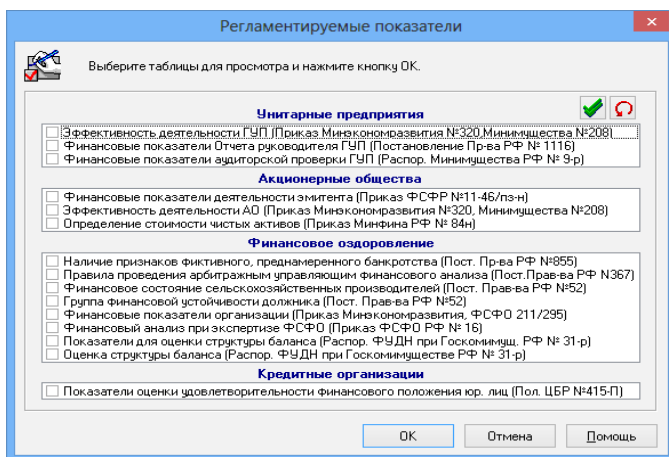 Регламентируемые показатели
Выберите таблицы для просмотра и нажмите кнопку ОК.
Унитарные предприятия
Эффективность деятельности ГУП (Приказ Минэкономразвития №320,Минимущества №208)
Финансовые показатели Отчета руководителя ГУП (Постановление Пр-ва РФ № 1116)
Финансовые показатели аудиторской проверки ГУП (Распор. Минимущества РФ № 9-р)
Акционерные общества
Финансовые показатели деятельности эмитента (Приказ ФСФР №11-46/пз-н)
Эффективность деятельности АО (Приказ Минэкономразвития №320, Минимущества №208)
Определение стоимости чистых активов (Приказ Минфина РФ № 84н)
Финансовое оздоровление
Наличие признаков фиктивного, преднамеренного банкротства (Пост. Пр-ва РФ №855)
Правила проведения арбитражным управляющим финансового анализа (Пост.Прав-ва РФ N367)
Финансовое состояние сельскохозяйственных производителей (Пост. Прав-ва РФ №52)
Группа финансовой устойчивости должника (Пост. Прав-ва РФ №52)
Финансовые показатели организации (Приказ Минэкономразвития, ФСФО 211/295)
Финансовый анализ при экспертизе ФСФО (Приказ ФСФО РФ № 16)
Показатели для оценки структуры баланса (Распор. ФУДН при Госкомимущ. РФ № 31-р)
Оценка структуры баланса (Распор. ФУДН при Госкомимуществе РФ № 31-р)
Кредитные организации
Показатели оценки удовлетворительности финансового положения юр. лиц (Пол. ЦБР №415-П)
ОК
Отмена
Помощь